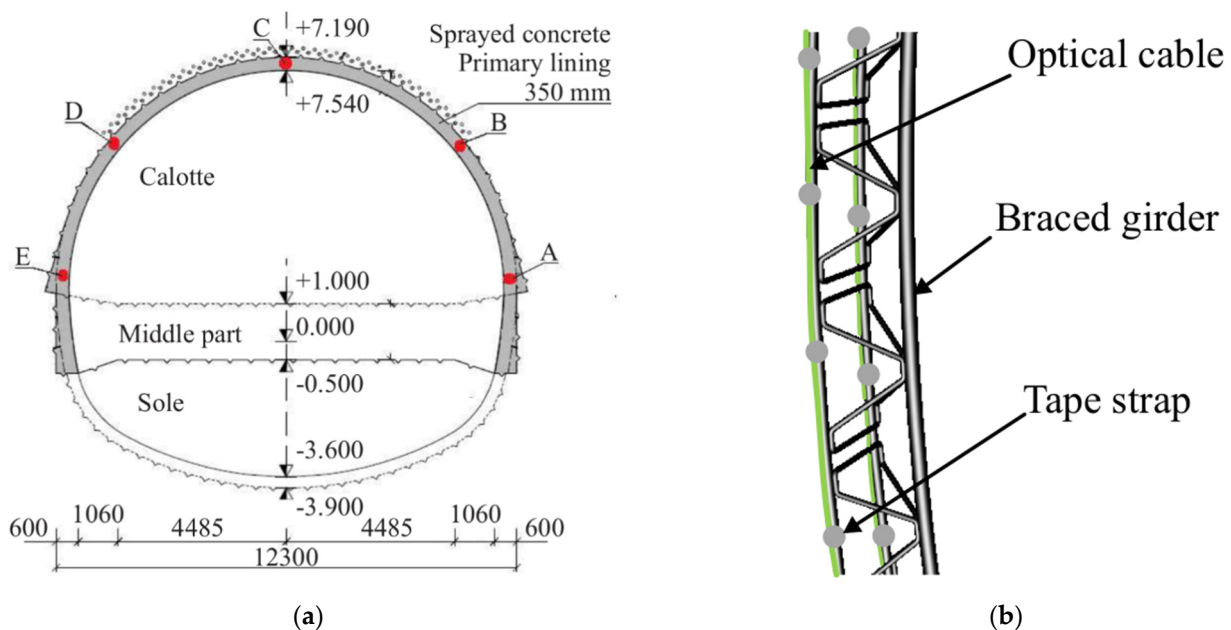 C
+7.190
Sprayed concrete
Primary lining
350 mm
+7.540
D
B
Calotte
E
A
+1.000
Middle part
0.000
-0.500
Sole
-3.600
-3.900
600
1060
4485
4485
1060
600
12300
(a)
Optical cable
Braced girder
Tape strap
(b)